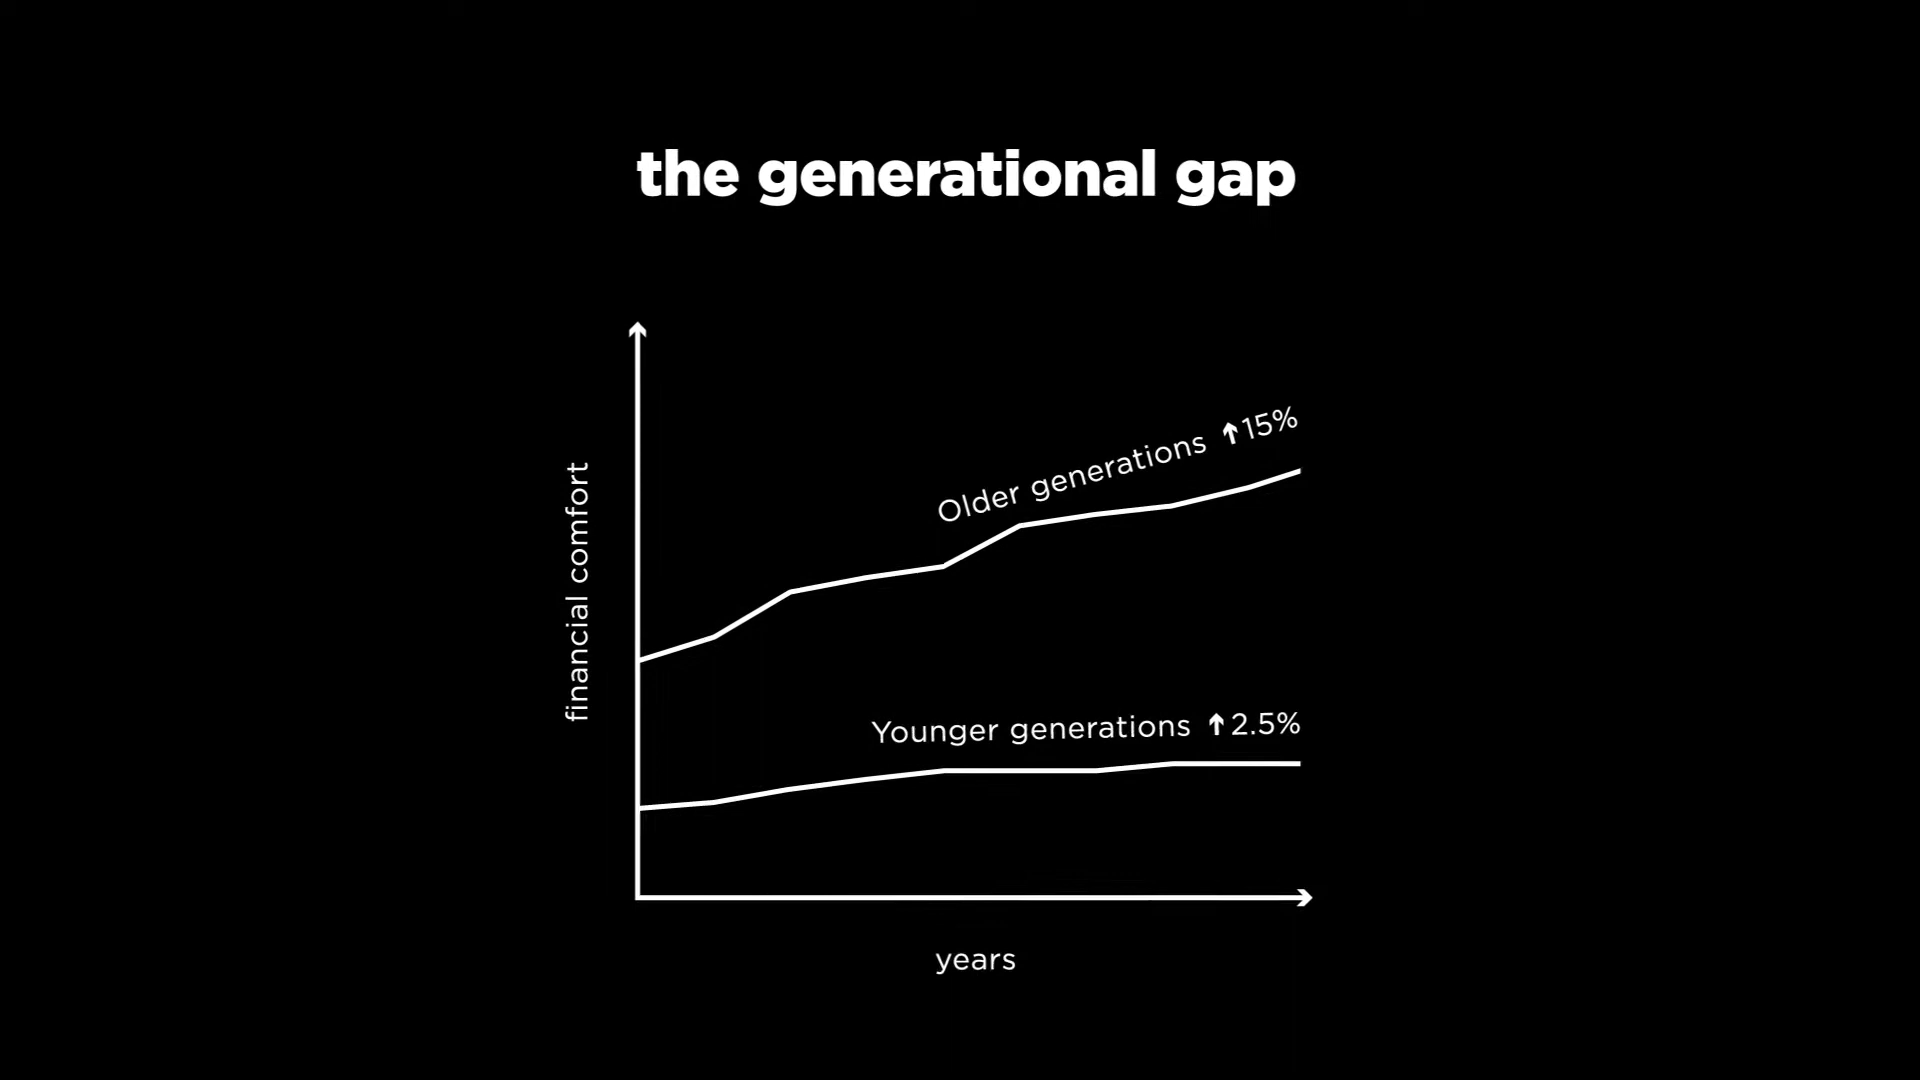 the generational gap
Older generations ↑15%
financial comfort
Younger generations ↑2.5%
years